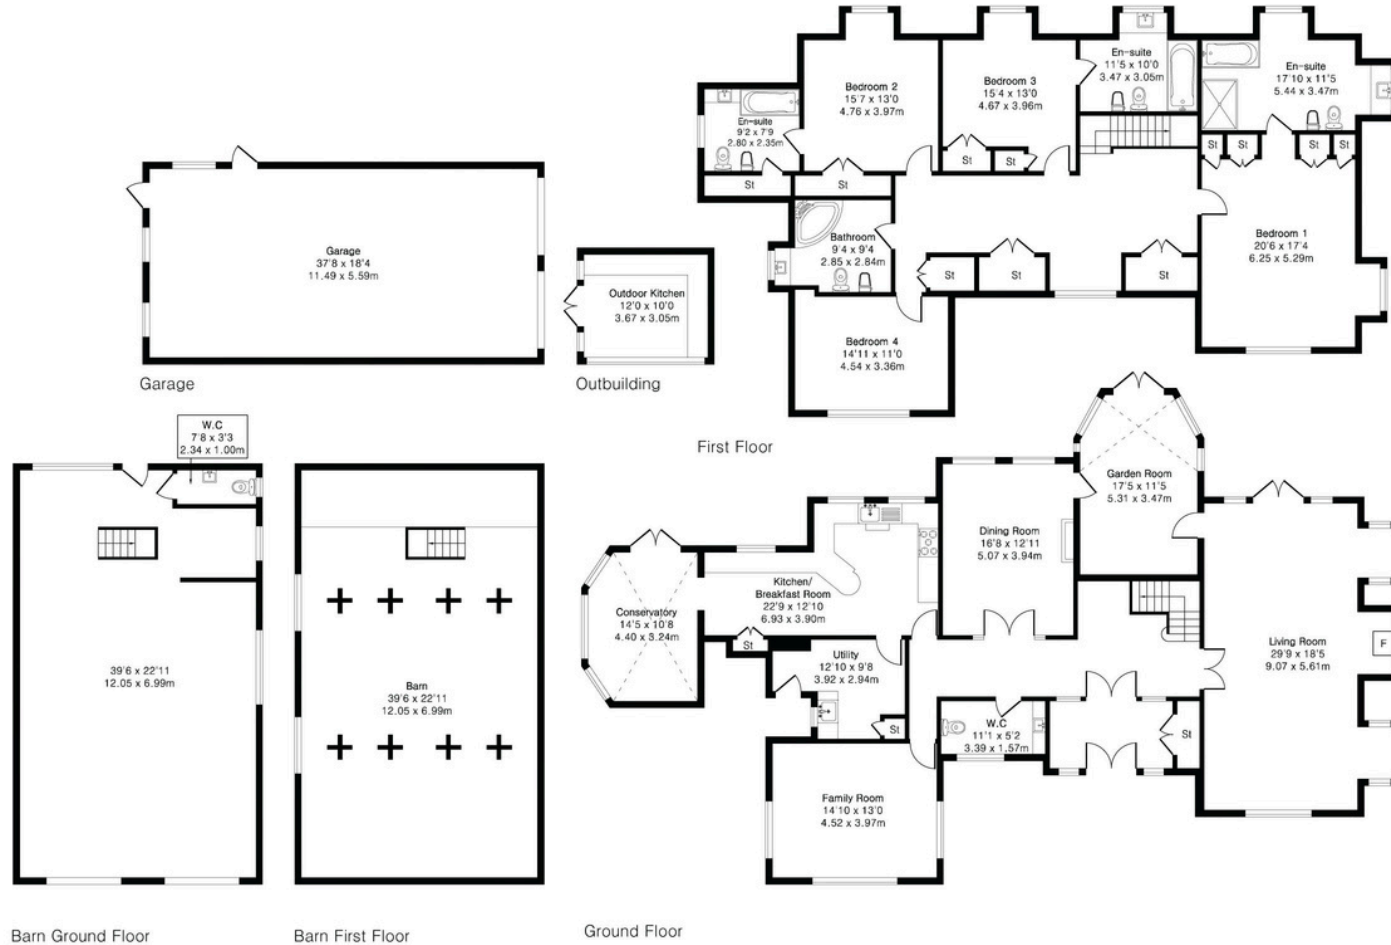 Bedroom 2
15'7 x 13'0
4.76 x 3.97m
Bedroom 3
15'4 x 13'0
4.67 x 3.96m
En-suite
11'5 x 10'0
3.47 x 3.05m
En-suite
17'10 x 11'5
5.44 x 3.47m
En-suite
9'2 x 7'9
2.80 x 2.35m
St
St
St
St
St
St
St
St
Bathroom
9'4 x 9'4
2.85 x 2.84m
St
St
St
Bedroom 1
20'6 x 17'4
6.25 x 5.29m
Bedroom 4
14'11 x 11'0
4.54 x 3.36m
First Floor
Garage
37'8 x 18'4
11.49 x 5.59m
Garage
Outdoor Kitchen
12'0 x 10'0
3.67 x 3.05m
Outbuilding
W.C
7'8 x 3'3
2.34 x 1.00m
39'6 x 22'11
12.05 x 6.99m
Barn Ground Floor
Barn
39'6 x 22'11
12.05 x 6.99m
Barn First Floor
Garden Room
17'5 x 11'5
5.31 x 3.47m
Dining Room
16'8 x 12'11
5.07 x 3.94m
Kitchen/
Breakfast Room
22'9 x 12'10
6.93 x 3.90m
Conservatory
14'5 x 10'8
4.40 x 3.24m
St
Utility
12'10 x 9'8
3.92 x 2.94m
St
Living Room
29'9 x 18'5
9.07 x 5.61m
F
W.C
11'1 x 5'2
3.39 x 1.57m
St
Family Room
14'10 x 13'0
4.52 x 3.97m
Ground Floor